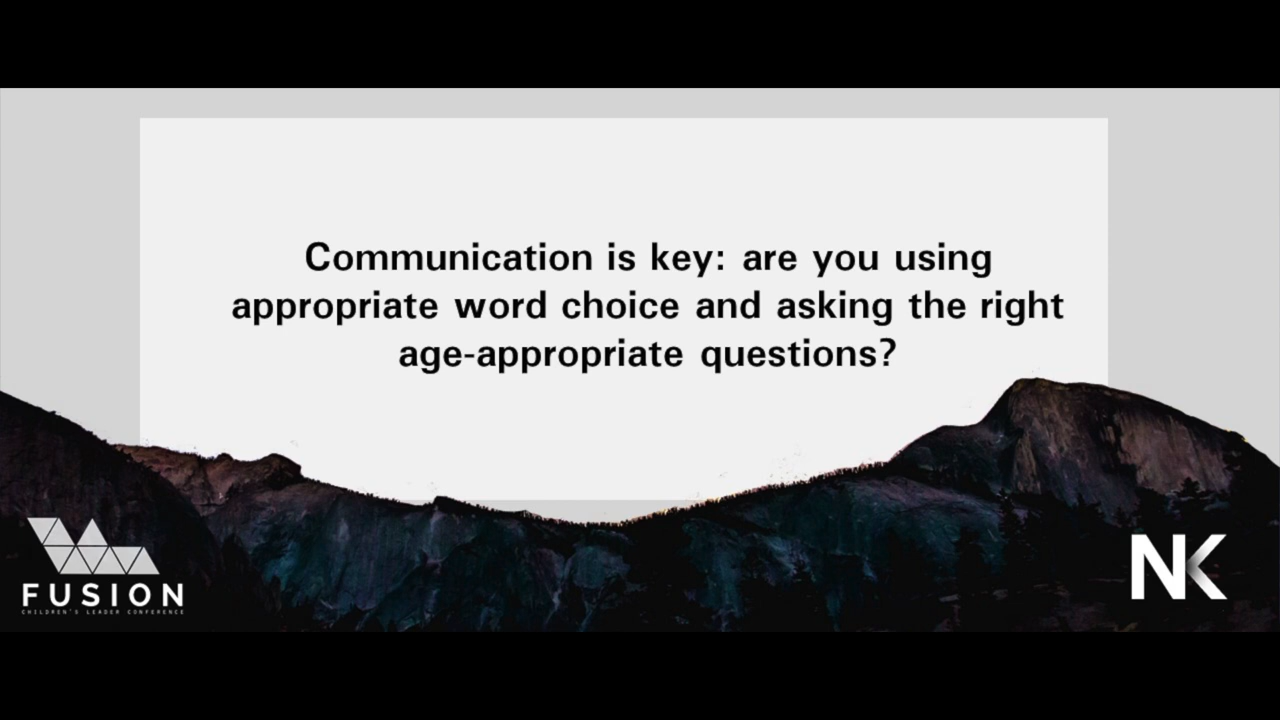 Communication is key: are you using
appropriate word choice and asking the right
age-appropriate questions?
FUSION
CHILDREN'S LEADER CONFERENCE
NK